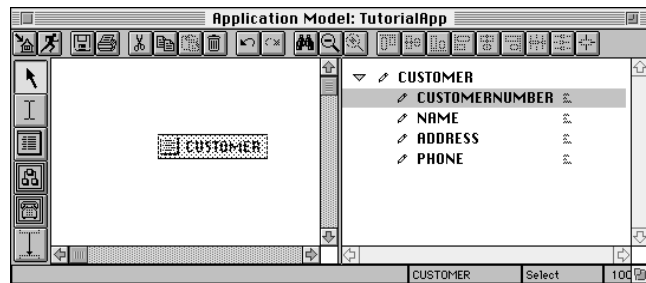 Application Model: TutorialApp
CUSTOMER
CUSTOMER
CUSTOMERNUMBER
NAME
ADDRESS
PHONE
CUSTOMER Select 100